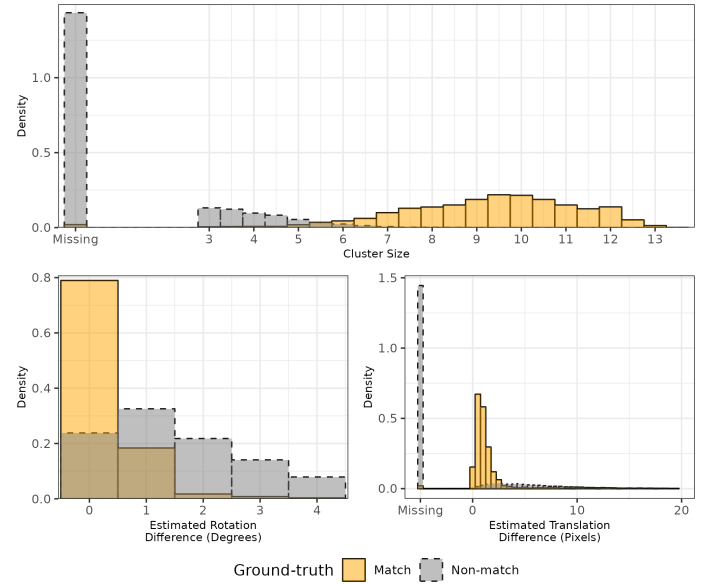 Density
1.0
0.5
0.0
Missing 3 4 5 6 7 8 9 10 11 12 13
Cluster Size
Density
0.8
0.6
0.4
0.2
0.0
0 1 2 3 4
Estimated Rotation
Difference (Degrees)
Density
1.5
1.0
0.5
0.0
Missing 0 10 20
Estimated Translation
Difference (Pixels)
Ground-truth Match Non-match